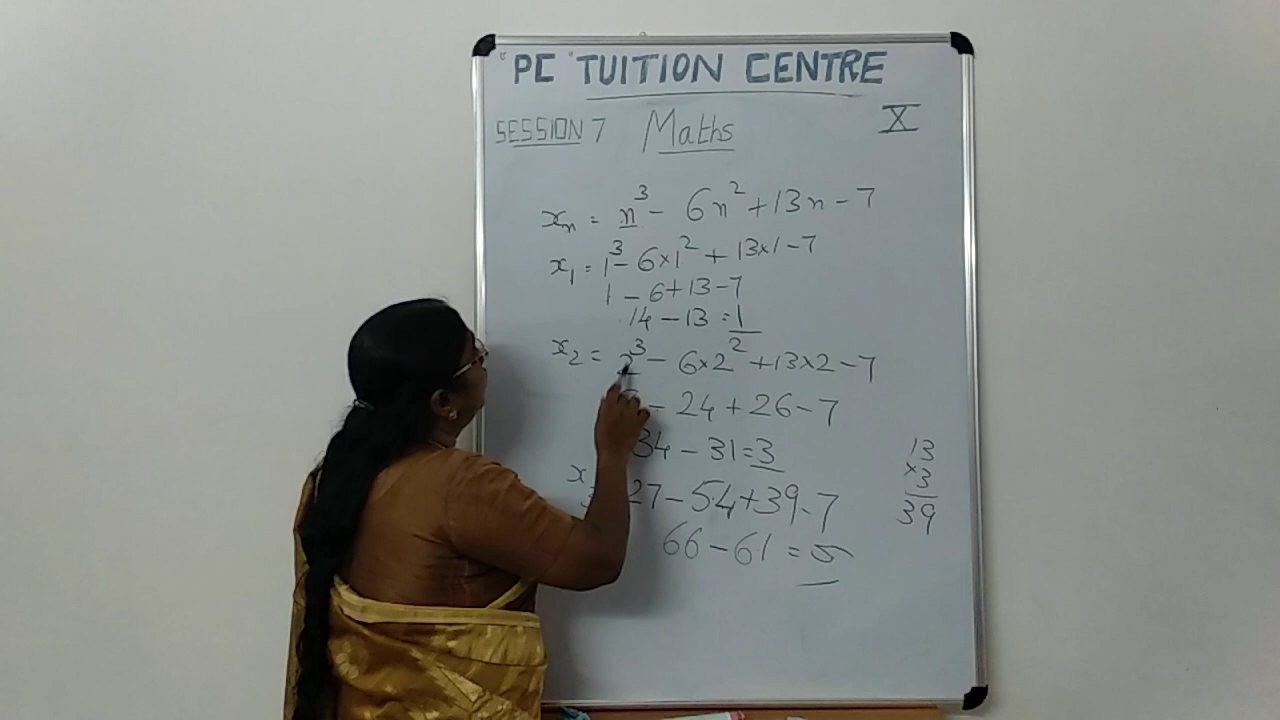 "PC" TUITION CENTRE
SESSION 7 Maths X
xₙ = n³ - 6n² + 13n - 7
x₁ = 1³ - 6×1² + 13×1 - 7
1 - 6 + 13 - 7
14 - 13 = 1
x₂ = 2³ - 6×2² + 13×2 - 7
- 24 + 26 - 7
34 - 31 = 3
x₃ 27 - 54 + 39 - 7
66 - 61 = 5
13
×3
39